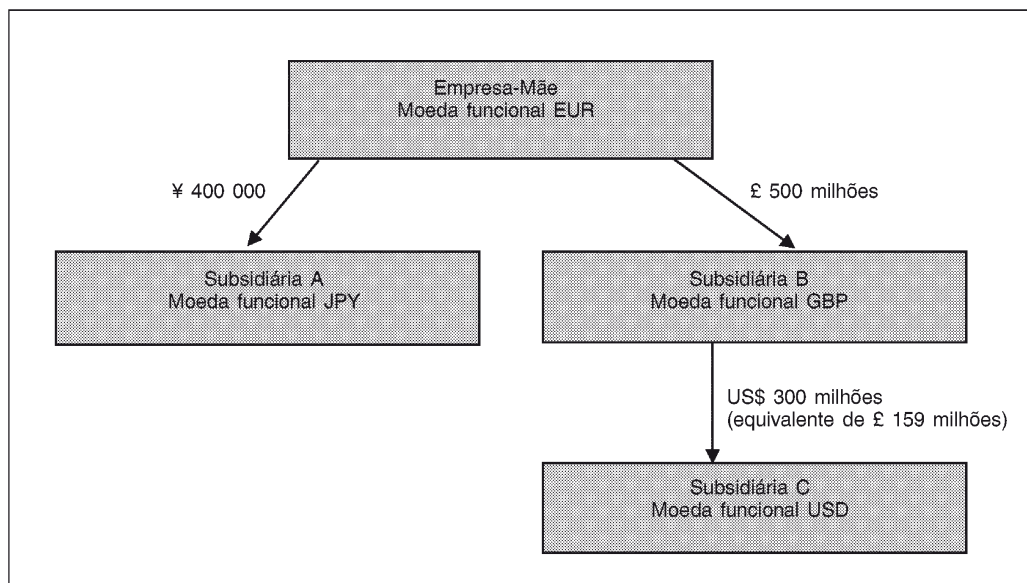 Empresa-Mãe
Moeda funcional EUR
¥ 400 000
£ 500 milhões
Subsidiária A
Moeda funcional JPY
Subsidiária B
Moeda funcional GBP
US$ 300 milhões
(equivalente de £ 159 milhões)
Subsidiária C
Moeda funcional USD